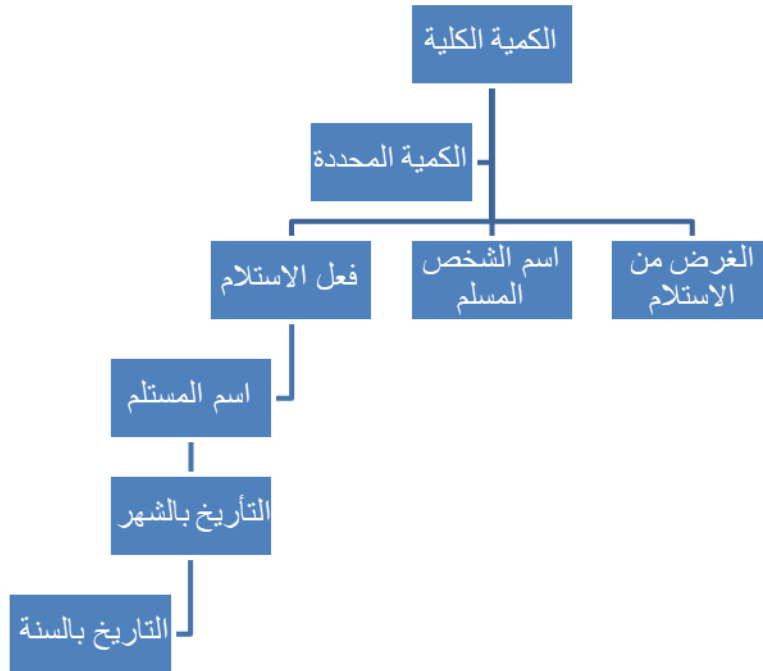 الكمية الكلية
الكمية المحددة
الغرض من
الاستلام
اسم الشخص
المسلم
فعل الاستلام
اسم المستلم
التأريخ بالشهر
التاريخ بالسنة